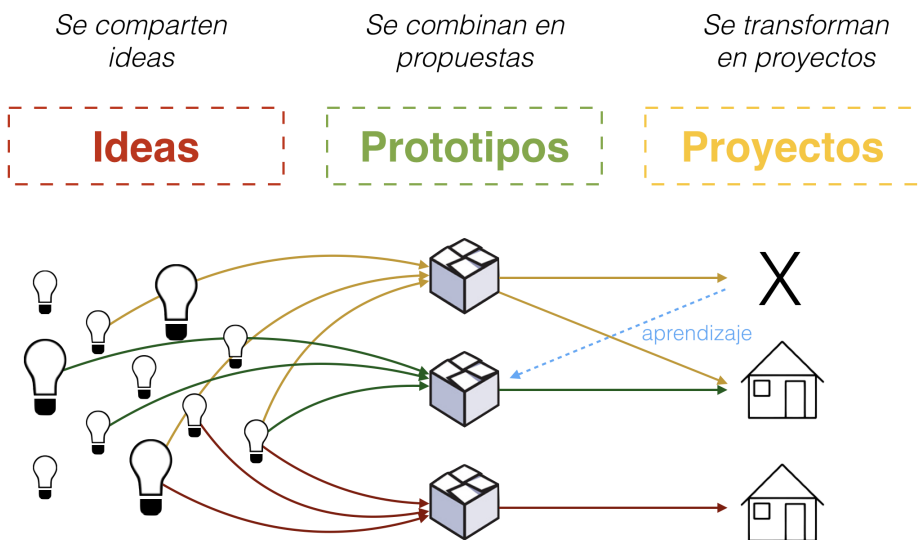 Se comparten
ideas
Se combinan en
propuestas
Se transforman
en proyectos
Ideas
Prototipos
Proyectos
X
aprendizaje